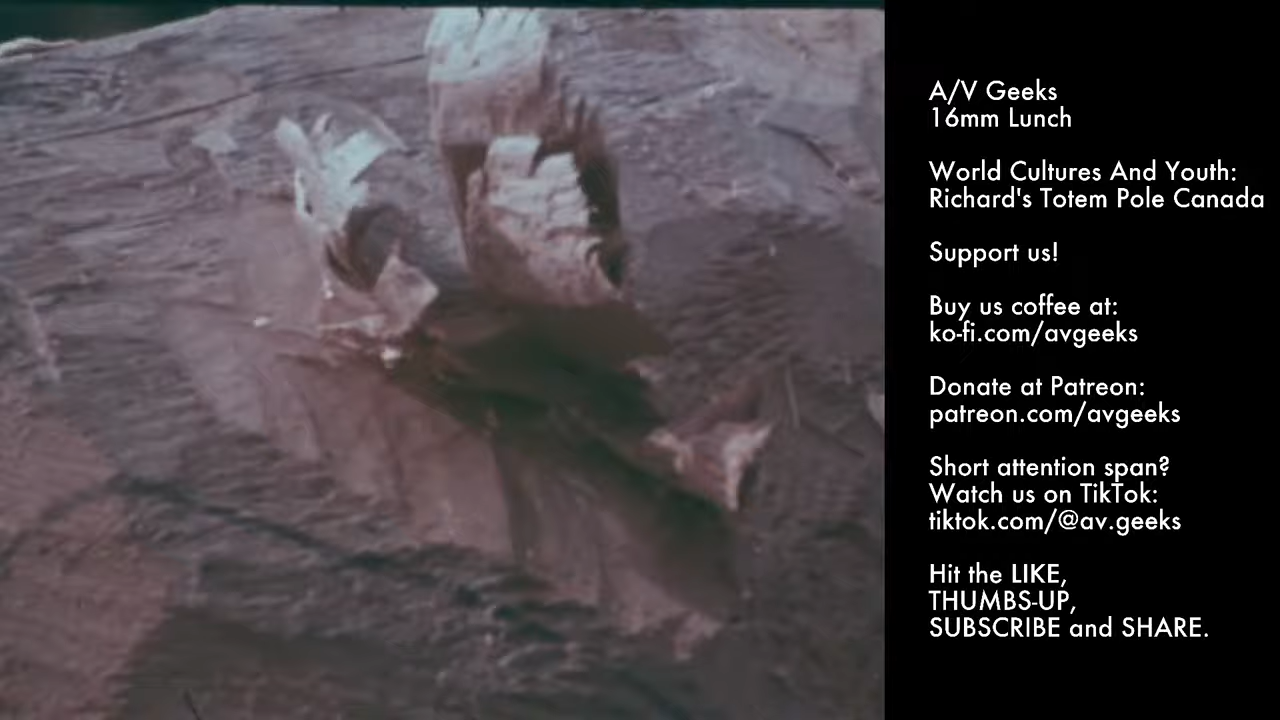 A/V Geeks
16mm Lunch
World Cultures And Youth:
Richard's Totem Pole Canada
Support us!
Buy us coffee at:
ko-fi.com/avgeeks
Donate at Patreon:
patreon.com/avgeeks
Short attention span?
Watch us on TikTok:
tiktok.com/@av.geeks
Hit the LIKE,
THUMBS-UP,
SUBSCRIBE and SHARE.